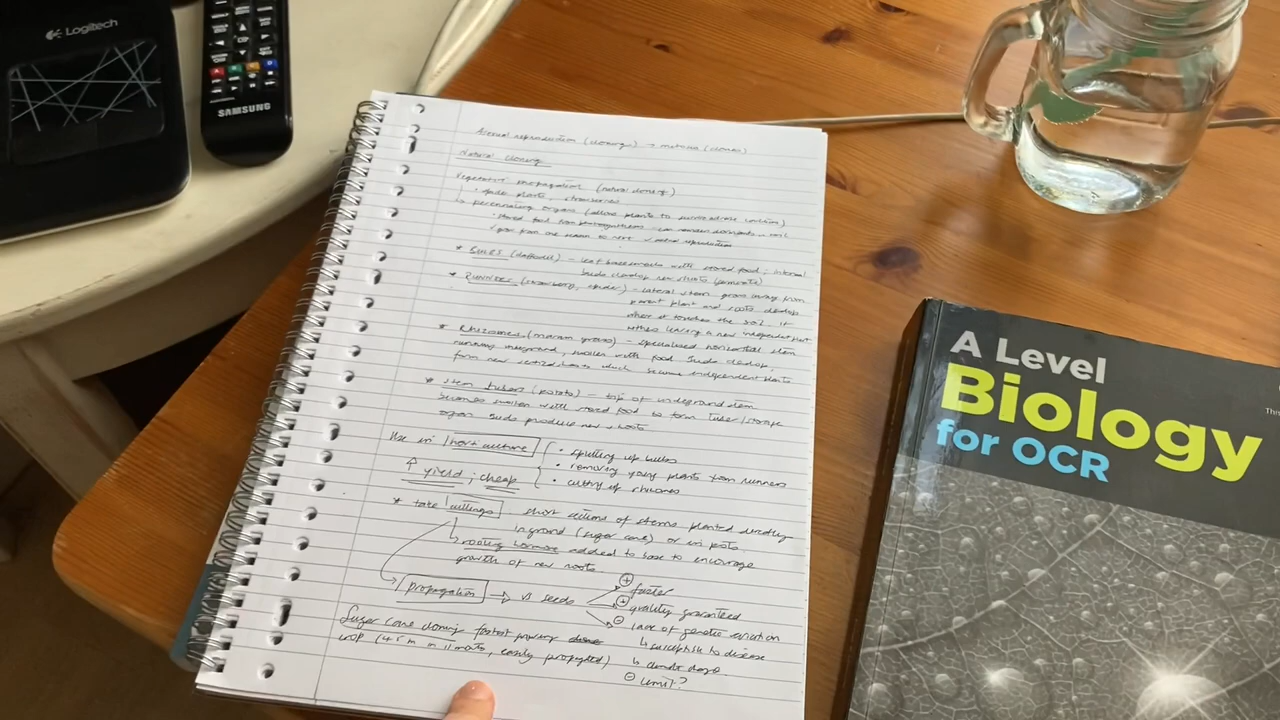 Logitech
SAMSUNG
Asexual reproduction (cloning) → (clones)
Natural cloning
Vegetative propagation (natural cloning)
plants, strawberries
↳ perennating organs (allow plants to survive adverse conditions)
• stored food from photosynthesis - can remain dormant in soil
from one season to next
* Bulbs (daffodil) - leaf bases with stored food; internal
buds develop new shoots
* Runners (strawberry, spider) - lateral stem grows away from
parent plant and roots develop
where it touches the soil. it
withers leaving a new independent plant
* Rhizomes (marram grass) - specialised horizontal stem
running underground, swollen with food buds develop,
form new vertical shoots which become independent plants
* Stem tubers (potato) - tip of underground stem
becomes swollen with stored food to form tuber/storage
organ buds produce new shoots
Use in horticulture
• splitting up bulbs
• removing young plants from runners
• cutting up rhizomes
↑ yield; cheap
* take cuttings: short sections of stems planted directly
in ground (sugar cane) or in pots
↳ rooting hormone added to base to encourage
growth of new roots.
propagation → vs seeds
⊕ faster
⊕ quality guaranteed
⊖ lack of genetic variation
↳ susceptible to disease
↳ climate
⊖ limit?
Sugar cane cloning fastest growing
crop (4-5 m in 11 months, easily propagated)
A Level
Biology
for OCR